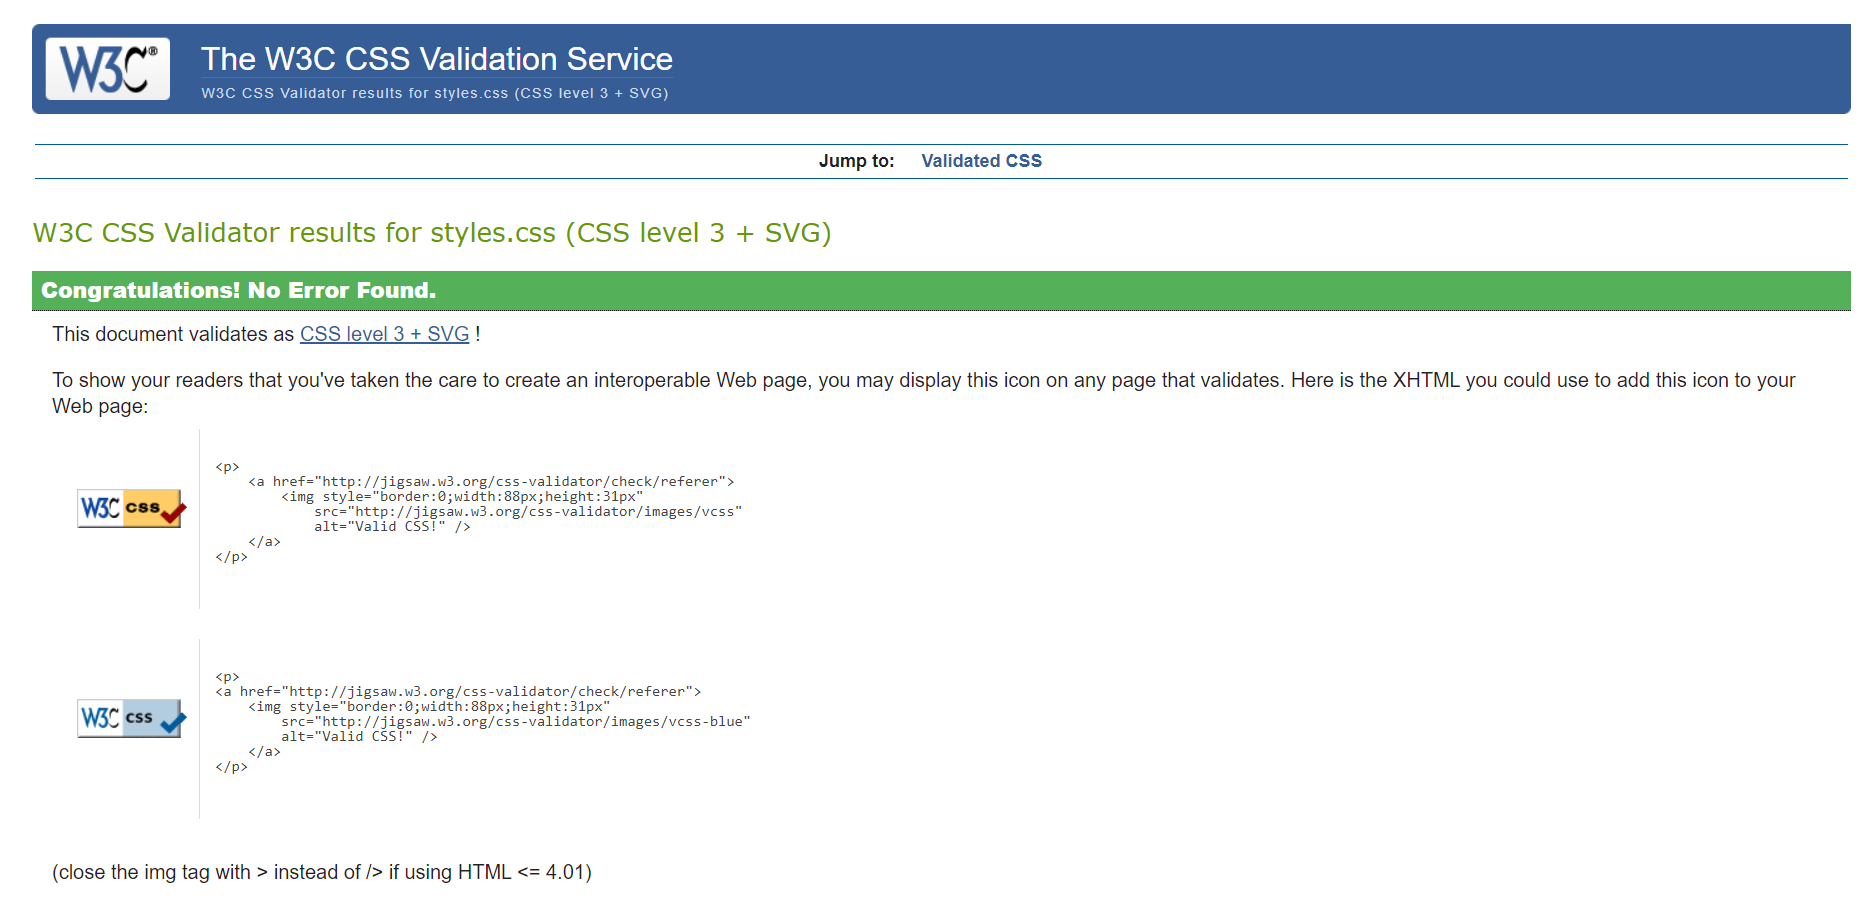 W3C®
The W3C CSS Validation Service
W3C CSS Validator results for styles.css (CSS level 3 + SVG)
Jump to: Validated CSS
W3C CSS Validator results for styles.css (CSS level 3 + SVG)
Congratulations! No Error Found.
This document validates as CSS level 3 + SVG !
To show your readers that you've taken the care to create an interoperable Web page, you may display this icon on any page that validates. Here is the XHTML you could use to add this icon to your
Web page:
W3C css
<p>
    <a href="http://jigsaw.w3.org/css-validator/check/referer">
        <img style="border:0;width:88px;height:31px"
            src="http://jigsaw.w3.org/css-validator/images/vcss"
            alt="Valid CSS!" />
    </a>
</p>
W3C css
<p>
<a href="http://jigsaw.w3.org/css-validator/check/referer">
    <img style="border:0;width:88px;height:31px"
        src="http://jigsaw.w3.org/css-validator/images/vcss-blue"
        alt="Valid CSS!" />
    </a>
</p>
(close the img tag with > instead of /> if using HTML <= 4.01)